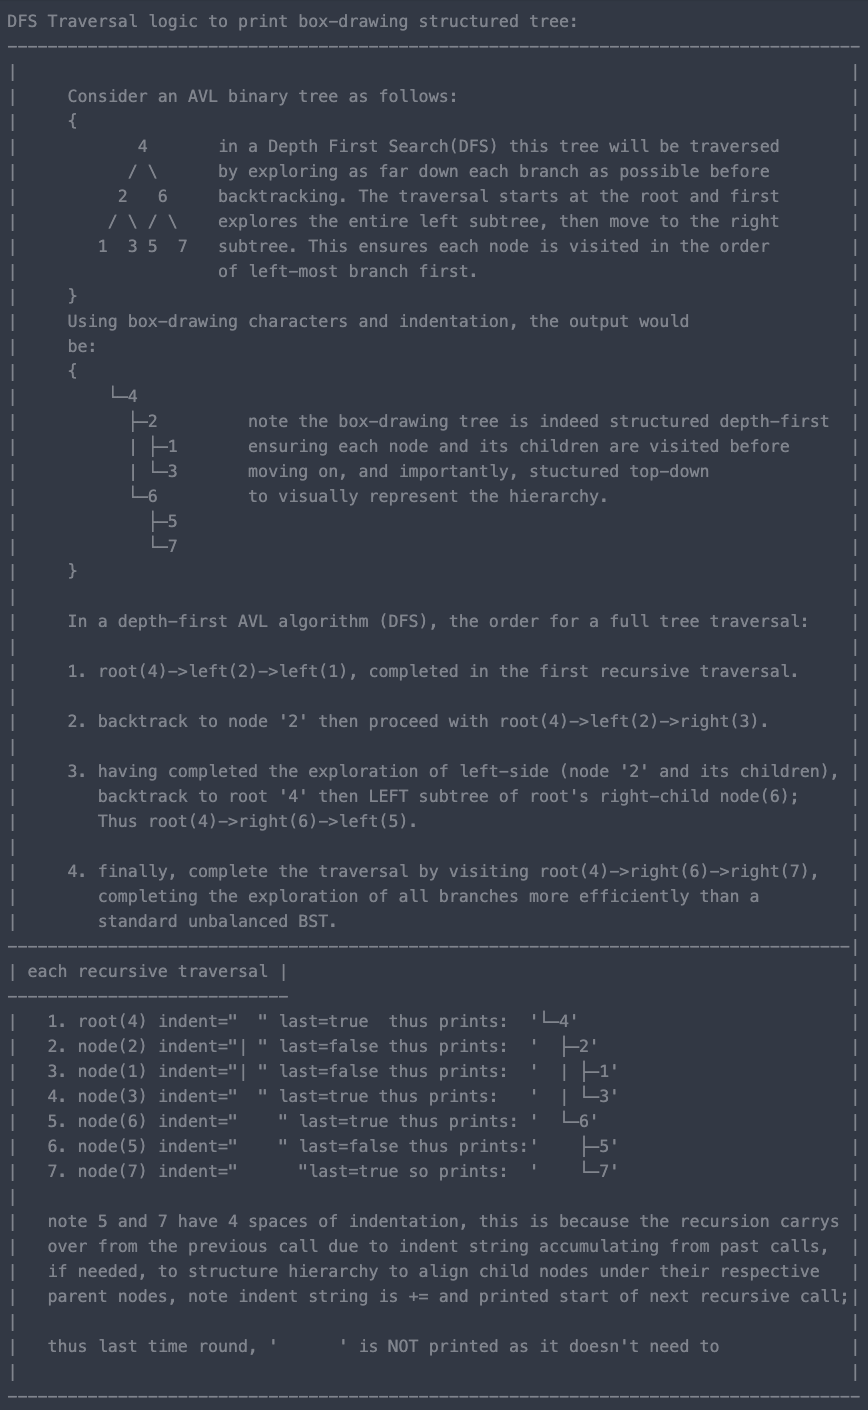 DFS Traversal logic to print box-drawing structured tree:
-------------------------------------------------------------------------------------
|                                                                                   |
|     Consider an AVL binary tree as follows:                                       |
|     {                                                                             |
|            4       in a Depth First Search(DFS) this tree will be traversed       |
|           / \      by exploring as far down each branch as possible before        |
|          2   6     backtracking. The traversal starts at the root and first       |
|         / \ / \    explores the entire left subtree, then move to the right       |
|        1  3 5  7   subtree. This ensures each node is visited in the order        |
|                    of left-most branch first.                                     |
|     }                                                                             |
|     Using box-drawing characters and indentation, the output would                |
|     be:                                                                           |
|     {                                                                             |
|         └─4                                                                       |
|           ├─2         note the box-drawing tree is indeed structured depth-first  |
|           | ├─1       ensuring each node and its children are visited before      |
|           | └─3       moving on, and importantly, stuctured top-down              |
|           └─6         to visually represent the hierarchy.                        |
|             ├─5                                                                   |
|             └─7                                                                   |
|     }                                                                             |
|                                                                                   |
|     In a depth-first AVL algorithm (DFS), the order for a full tree traversal:    |
|                                                                                   |
|     1. root(4)->left(2)->left(1), completed in the first recursive traversal.     |
|                                                                                   |
|     2. backtrack to node '2' then proceed with root(4)->left(2)->right(3).        |
|                                                                                   |
|     3. having completed the exploration of left-side (node '2' and its children), |
|        backtrack to root '4' then LEFT subtree of root's right-child node(6);     |
|        Thus root(4)->right(6)->left(5).                                           |
|                                                                                   |
|     4. finally, complete the traversal by visiting root(4)->right(6)->right(7),   |
|        completing the exploration of all branches more efficiently than a         |
|        standard unbalanced BST.                                                   |
------------------------------------------------------------------------------------|
| each recursive traversal |                                                        |
----------------------------                                                        |
|   1. root(4) indent="  " last=true  thus prints:  '└─4'                           |
|   2. node(2) indent="| " last=false thus prints:  '  ├─2'                         |
|   3. node(1) indent="| " last=false thus prints:  '  | ├─1'                       |
|   4. node(3) indent="  " last=true thus prints:   '  | └─3'                       |
|   5. node(6) indent="    " last=true thus prints: '  └─6'                         |
|   6. node(5) indent="    " last=false thus prints:'    ├─5'                       |
|   7. node(7) indent="      "last=true so prints:  '    └─7'                       |
|                                                                                   |
|   note 5 and 7 have 4 spaces of indentation, this is because the recursion carrys |
|   over from the previous call due to indent string accumulating from past calls,  |
|   if needed, to structure hierarchy to align child nodes under their respective   |
|   parent nodes, note indent string is += and printed start of next recursive call;|
|                                                                                   |
|   thus last time round, '      ' is NOT printed as it doesn't need to             |
|                                                                                   |
-------------------------------------------------------------------------------------